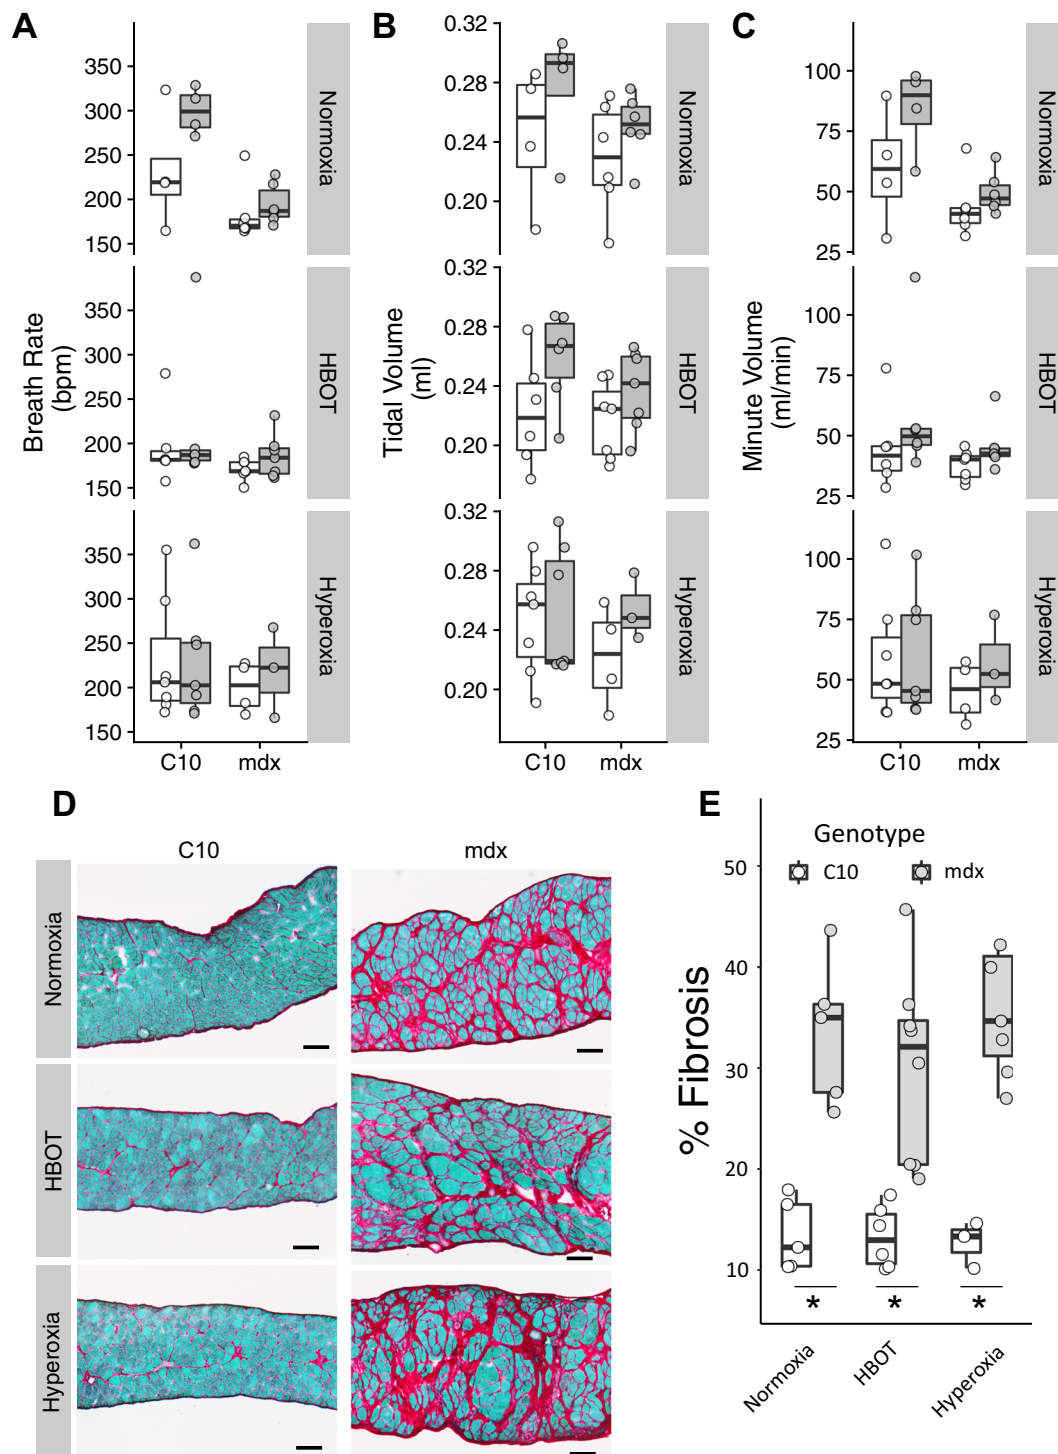 A
B
C
350
300
250
200
150
Normoxia
0.32
0.28
0.24
0.20
Normoxia
100
75
50
25
Normoxia
Breath Rate
(bpm)
350
300
250
200
150
HBOT
Tidal Volume
(ml)
0.32
0.28
0.24
0.20
HBOT
Minute Volume
(ml/min)
100
75
50
25
HBOT
350
300
250
200
150
Hyperoxia
0.32
0.28
0.24
0.20
Hyperoxia
100
75
50
25
Hyperoxia
C10 mdx
C10 mdx
C10 mdx
D
C10 mdx
Normoxia
HBOT
Hyperoxia
E
Genotype
C10 mdx
% Fibrosis
50
40
30
20
10
* * *
Normoxia
HBOT
Hyperoxia